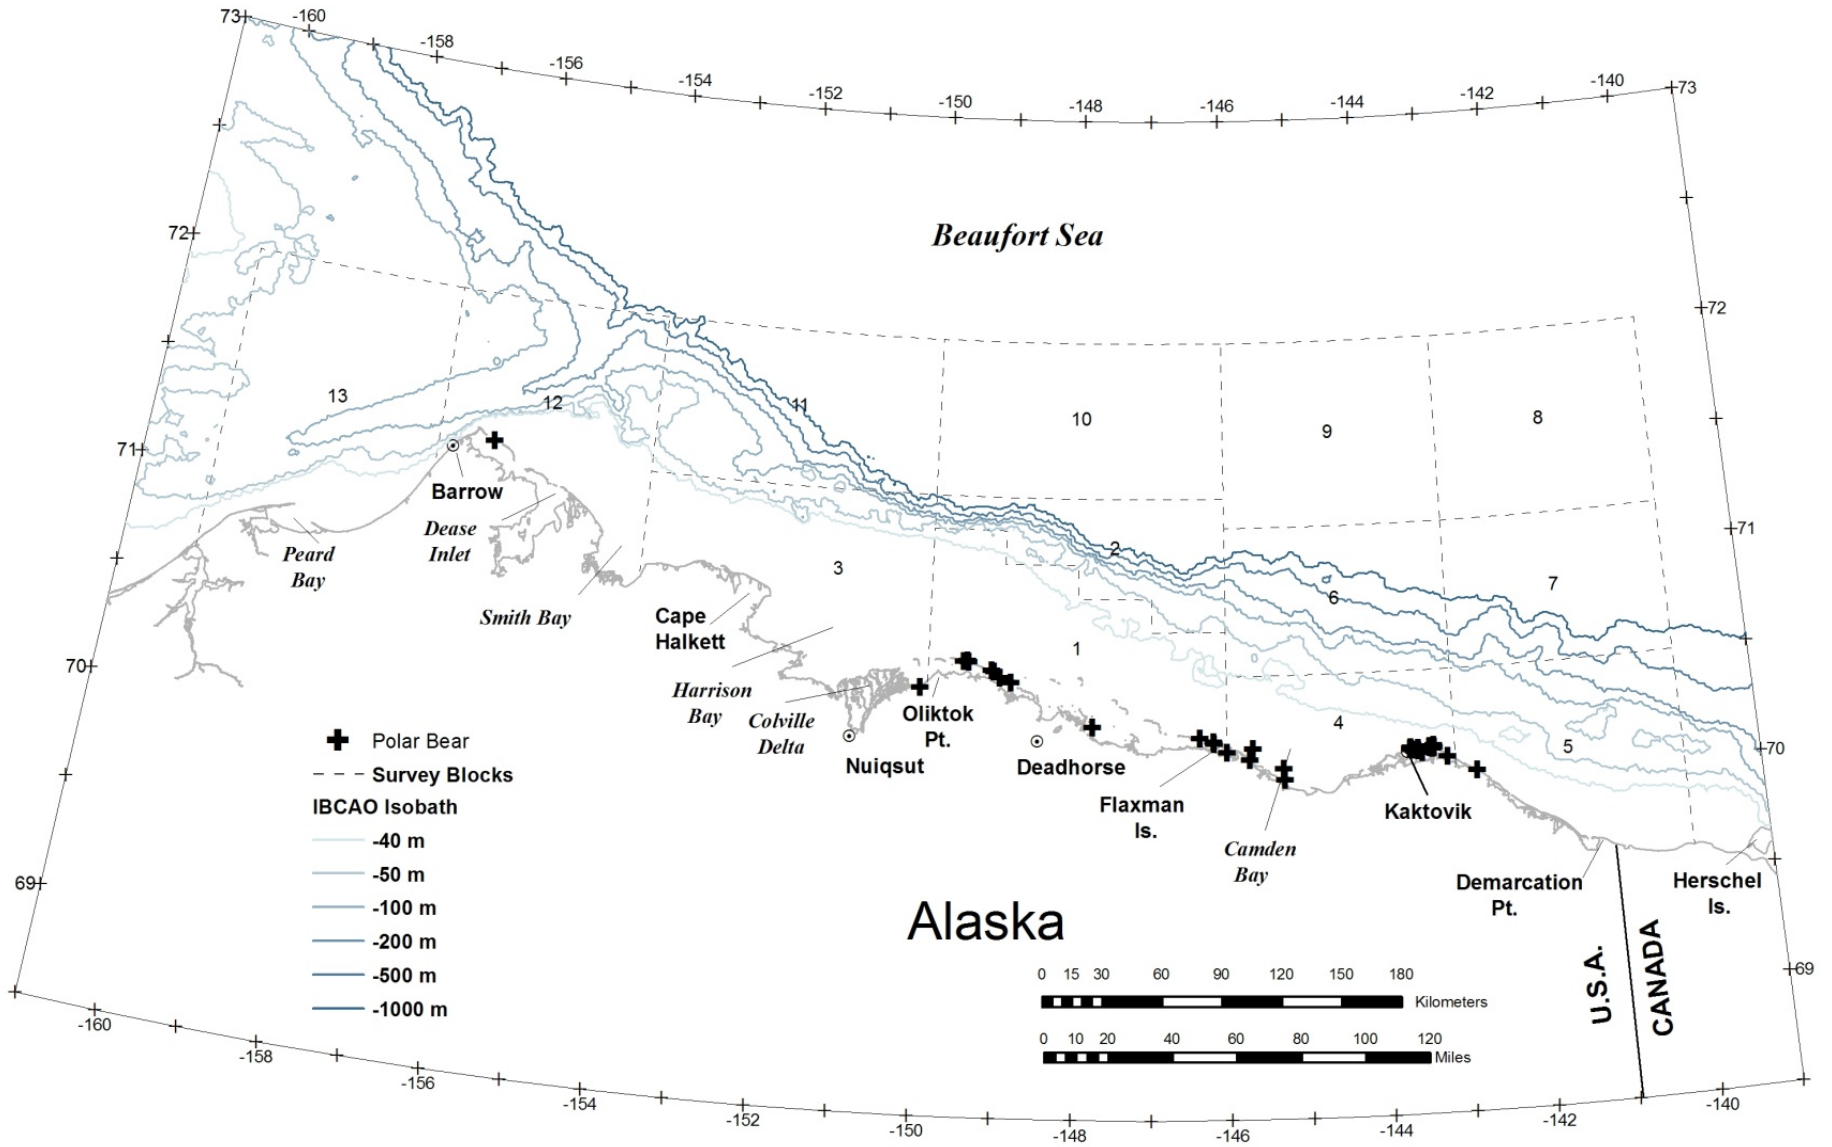 73
-160
-158
-156
-154
-152
-150
-148
-146
-144
-142
-140
73
72
Beaufort Sea
72
13
12
11
10
9
8
71
Barrow
Dease
Inlet
Peard
Bay
Smith Bay
Cape
Halkett
3
2
1
6
7
71
70
Harrison
Bay
Colville
Delta
Nuiqsut
Oliktok
Pt.
Deadhorse
Flaxman
Is.
Camden
Bay
4
5
Kaktovik
70
Demarcation
Pt.
Herschel
Is.
Polar Bear
Survey Blocks
IBCAO Isobath
-40 m
-50 m
-100 m
-200 m
-500 m
-1000 m
69
Alaska
U.S.A.
CANADA
69
0 15 30 60 90 120 150 180
Kilometers
0 10 20 40 60 80 100 120
Miles
-160
-158
-156
-154
-152
-150
-148
-146
-144
-142
-140